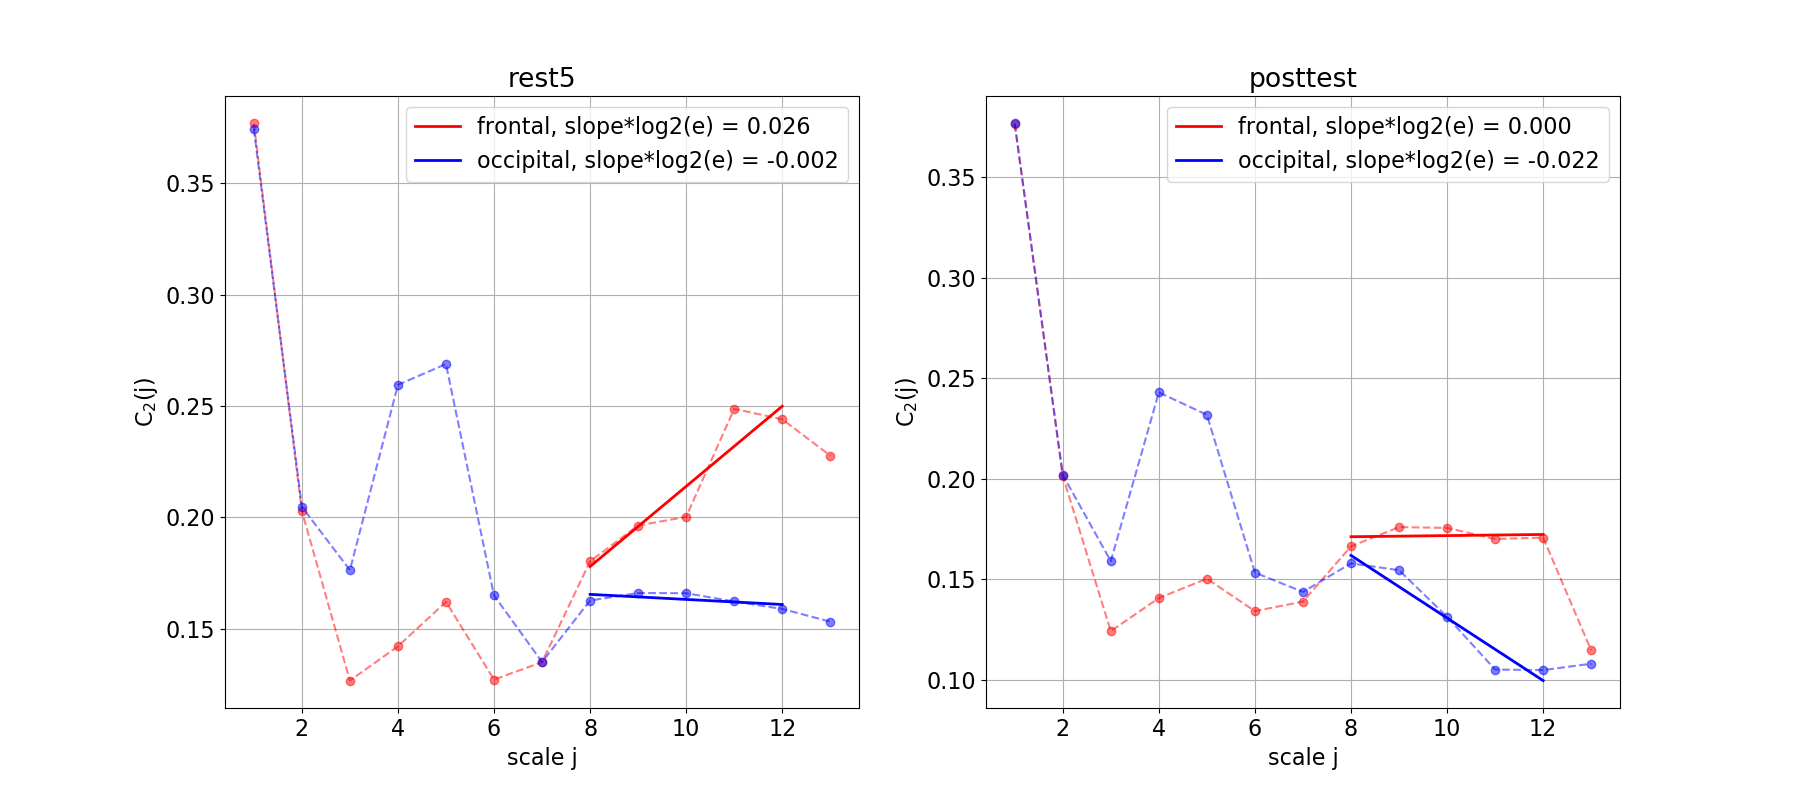 rest5
frontal, slope*log2(e) = 0.026
occipital, slope*log2(e) = -0.002
0.35
0.30
0.25
0.20
0.15
C₂(j)
2 4 6 8 10 12
scale j
posttest
frontal, slope*log2(e) = 0.000
occipital, slope*log2(e) = -0.022
0.35
0.30
0.25
0.20
0.15
0.10
C₂(j)
2 4 6 8 10 12
scale j